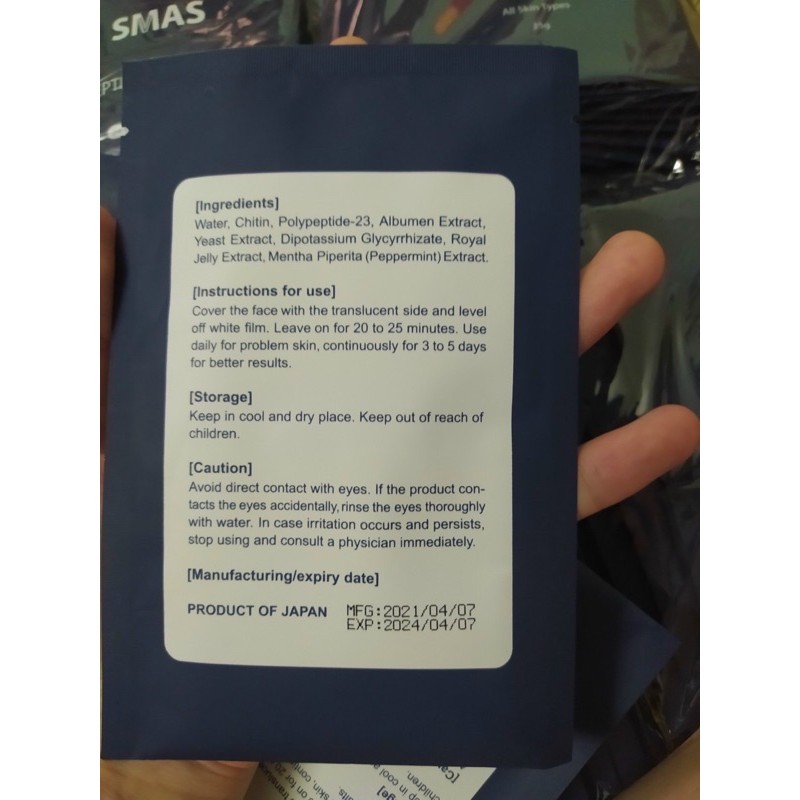 SMAS
All Skin Types
35g
[Ingredients]
Water, Chitin, Polypeptide-23, Albumen Extract,
Yeast Extract, Dipotassium Glycyrrhizate, Royal
Jelly Extract, Mentha Piperita (Peppermint) Extract.
[Instructions for use]
Cover the face with the translucent side and level
off white film. Leave on for 20 to 25 minutes. Use
daily for problem skin, continuously for 3 to 5 days
for better results.
[Storage]
Keep in cool and dry place. Keep out of reach of
children.
[Caution]
Avoid direct contact with eyes. If the product con-
tacts the eyes accidentally, rinse the eyes thoroughly
with water. In case irritation occurs and persists,
stop using and consult a physician immediately.
[Manufacturing/expiry date]
PRODUCT OF JAPAN MFG:2021/04/07
EXP:2024/04/07
children.